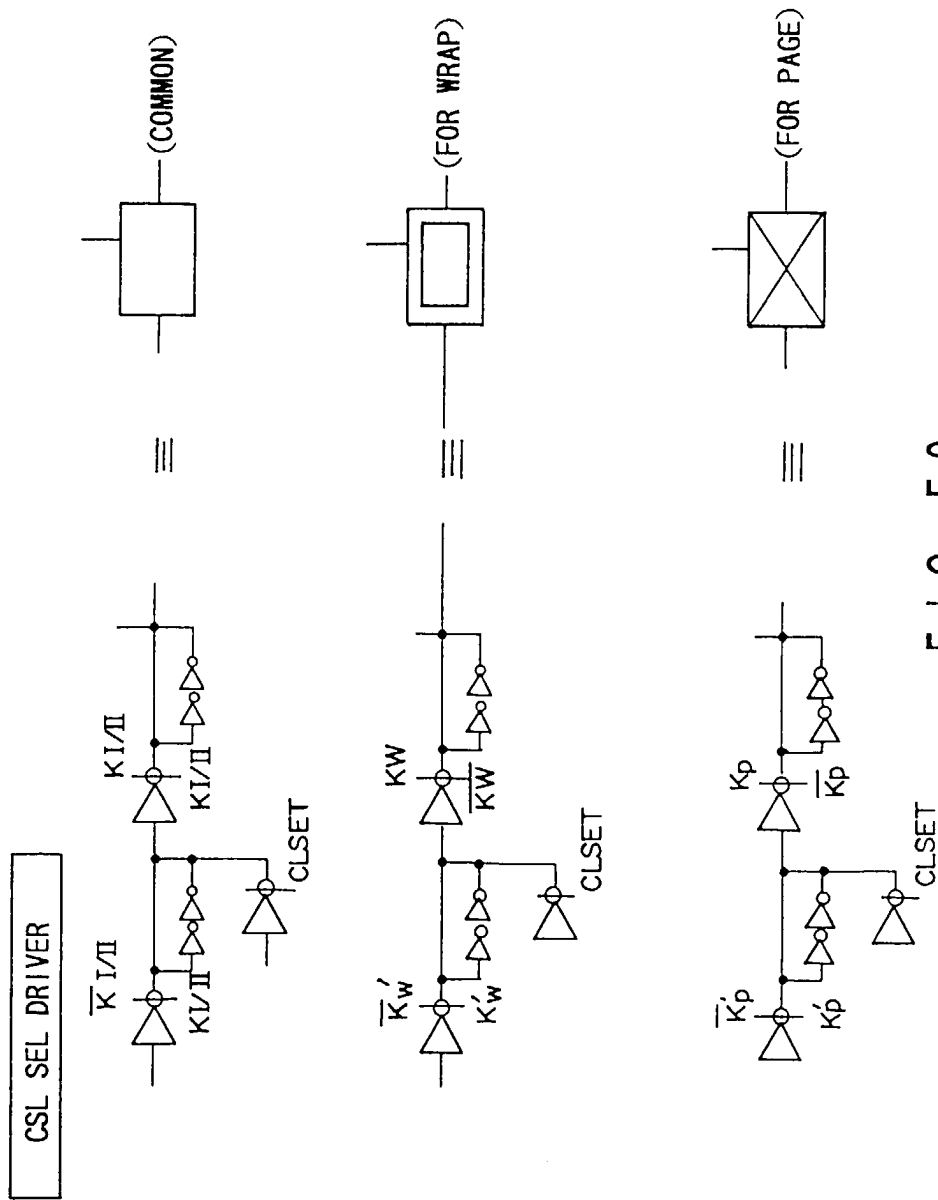 CSL SEL DRIVER
K̅ I/II
KI/II
KI/II
KI/II
CLSET
≡
(COMMON)
K̅w'
K'w
KW
K̅W̅
CLSET
≡
(FOR WRAP)
K̅'p
K'p
Kp
K̅p
CLSET
≡
(FOR PAGE)